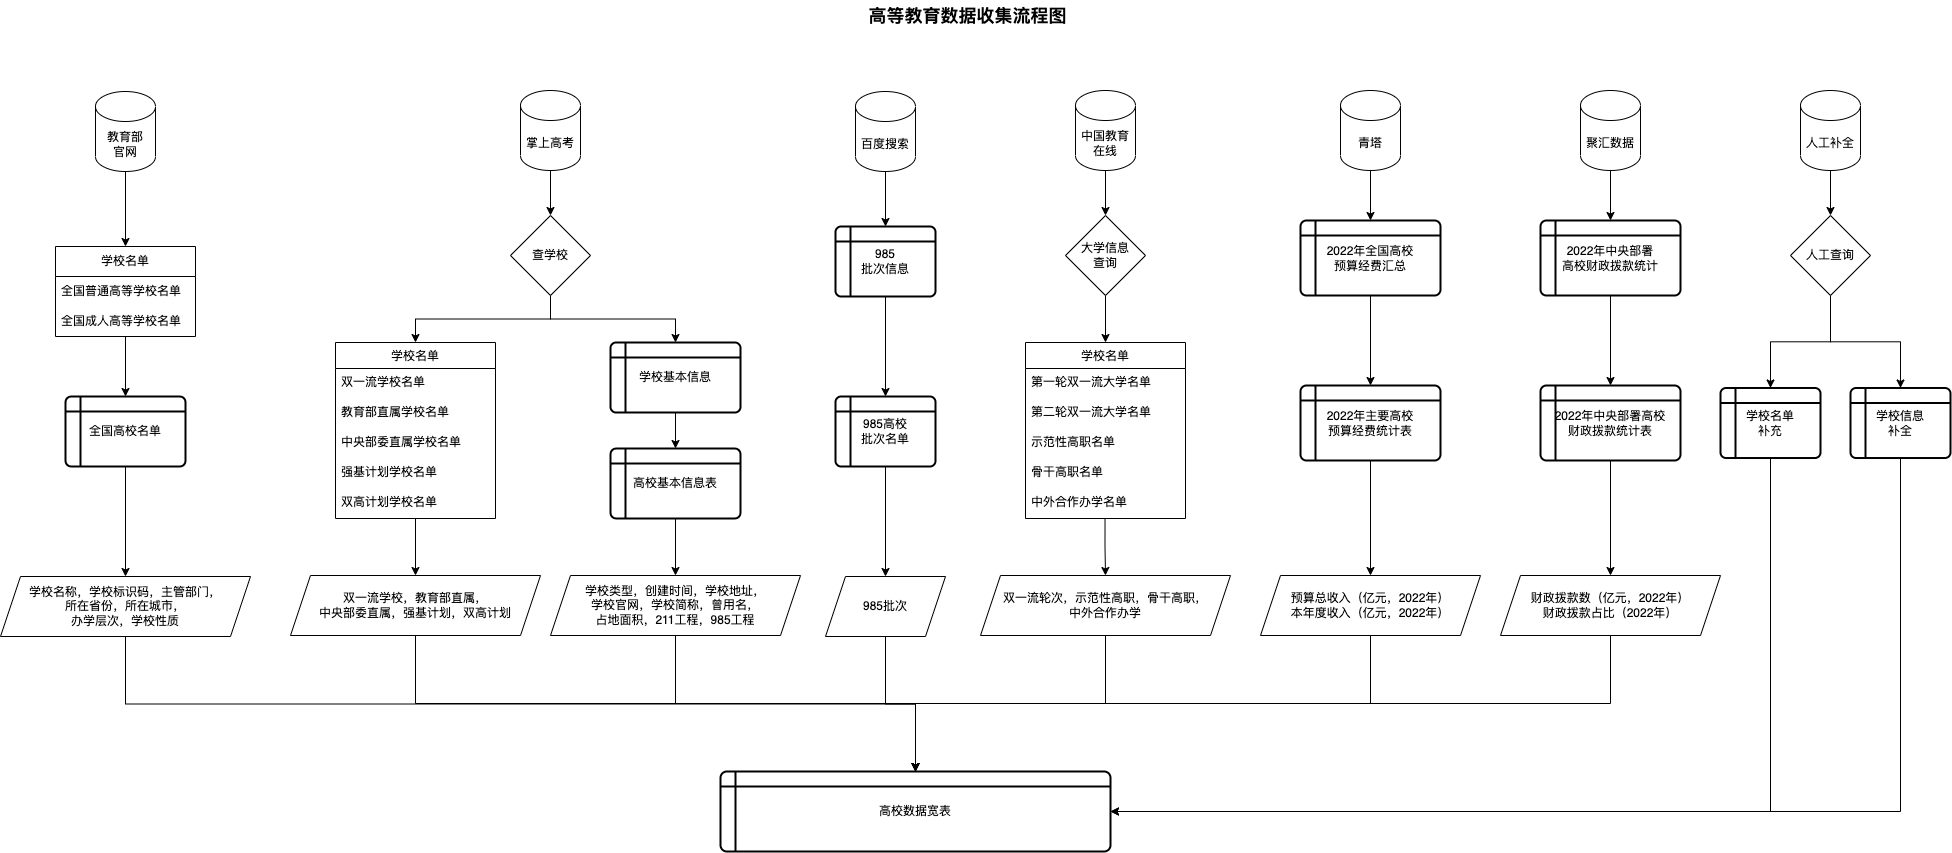 高等教育数据收集流程图
教育部
官网
掌上高考
百度搜索
中国教育
在线
青塔
聚汇数据
人工补全
学校名单
全国普通高等学校名单
全国成人高等学校名单
查学校
985
批次信息
大学信息
查询
2022年全国高校
预算经费汇总
2022年中央部署
高校财政拨款统计
人工查询
全国高校名单
学校名单
双一流学校名单
教育部直属学校名单
中央部委直属学校名单
强基计划学校名单
双高计划学校名单
学校基本信息
高校基本信息表
985高校
批次名单
学校名单
第一轮双一流大学名单
第二轮双一流大学名单
示范性高职名单
骨干高职名单
中外合作办学名单
2022年主要高校
预算经费统计表
2022年中央部署高校
财政拨款统计表
学校名单
补充
学校信息
补全
学校名称，学校标识码，主管部门，
所在省份，所在城市，
办学层次，学校性质
双一流学校，教育部直属，
中央部委直属，强基计划，双高计划
学校类型，创建时间，学校地址，
学校官网，学校简称，曾用名，
占地面积，211工程，985工程
985批次
双一流轮次，示范性高职，骨干高职，
中外合作办学
预算总收入（亿元，2022年）
本年度收入（亿元，2022年）
财政拨款数（亿元，2022年）
财政拨款占比（2022年）
高校数据宽表